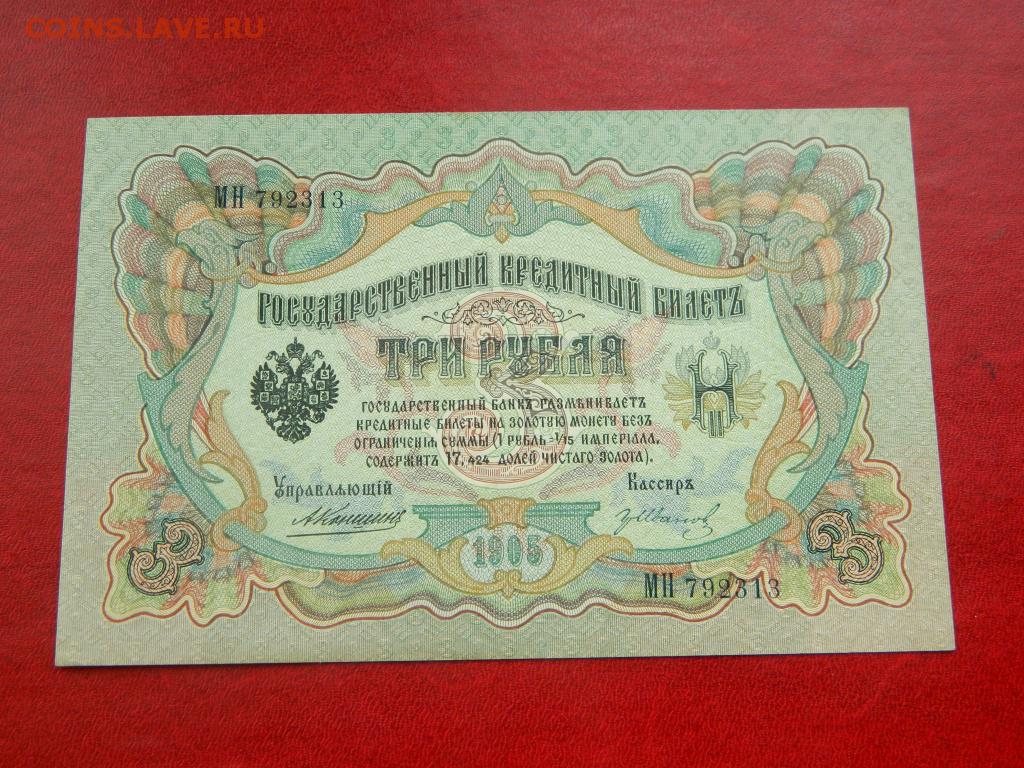 COINS.LAVE.RU
МН 792313
Государственный кредитный билетъ
ТРИ РУБЛЯ
Государственный банкъ размѣниваетъ
кредитные билеты на золотую монету безъ
ограниченія суммы (1 рубль = 1/15 имперіала,
содержитъ 17,424 долей чистаго золота).
Управляющій
Кассиръ
АКоншинъ
ГИванов
3
1905
3
МН 792313